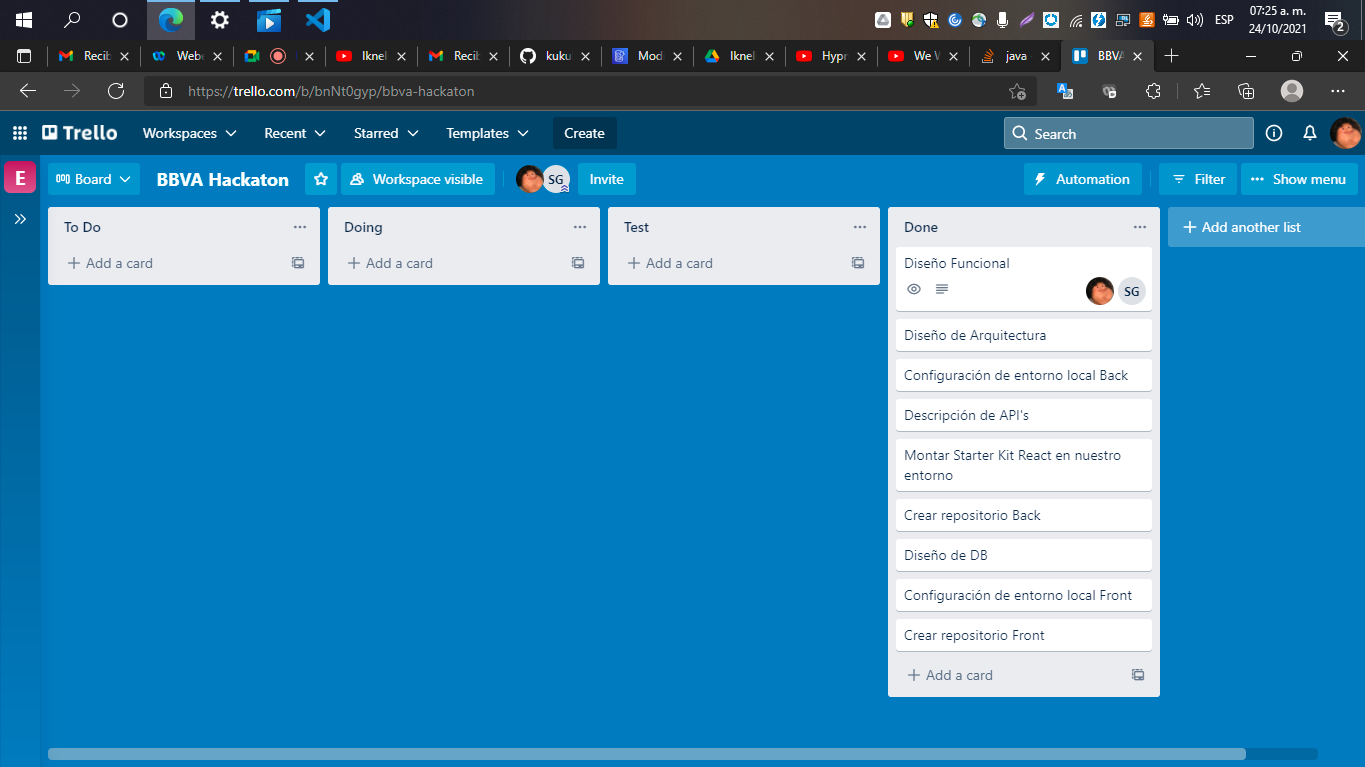 07:25 a. m.
ESP
24/10/2021
2
Recib
Webe
Iknel
Recib
kuku
Mod
Iknel
Hypr
We W
java
BBVA
https://trello.com/b/bnNt0gyp/bbva-hackaton
Trello
Workspaces
Recent
Starred
Templates
Create
Search
E
Board
BBVA Hackaton
Workspace visible
SG
Invite
Automation
Filter
Show menu
To Do
Add a card
Doing
Add a card
Test
Add a card
Done
Diseño Funcional
SG
Diseño de Arquitectura
Configuración de entorno local Back
Descripción de API's
Montar Starter Kit React en nuestro
entorno
Crear repositorio Back
Diseño de DB
Configuración de entorno local Front
Crear repositorio Front
Add a card
Add another list